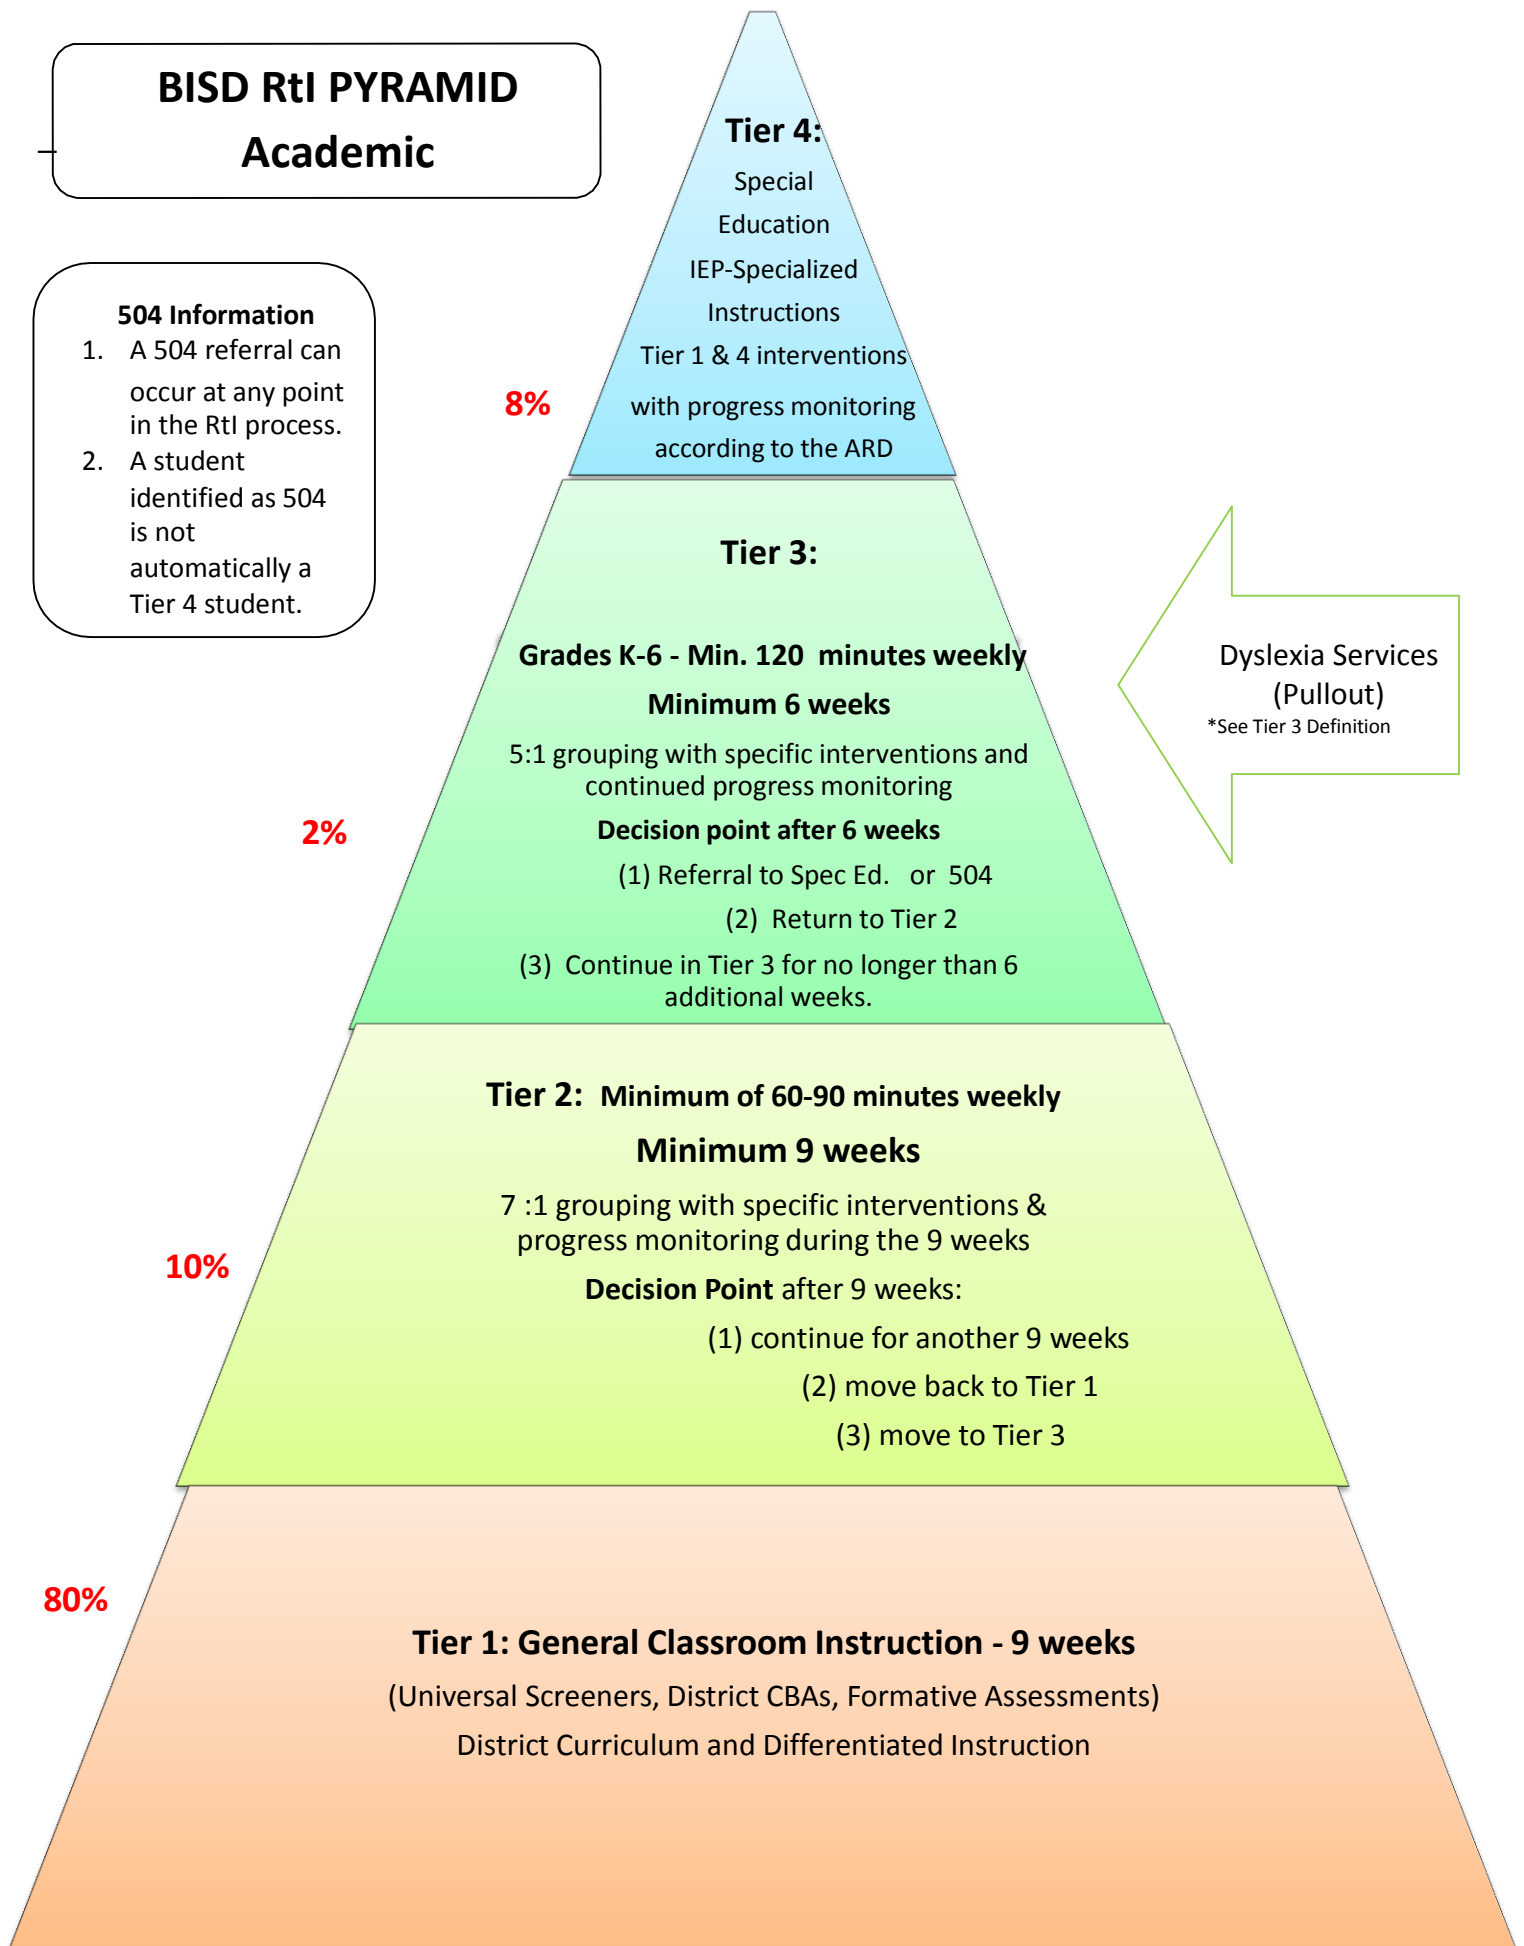 BISD RtI PYRAMID
Academic
504 Information
1. A 504 referral can
occur at any point
in the RtI process.
2. A student
identified as 504
is not
automatically a
Tier 4 student.
Tier 4:
Special
Education
IEP-Specialized
Instructions
Tier 1 & 4 interventions
with progress monitoring
according to the ARD
8%
Tier 3:
Grades K-6 - Min. 120 minutes weekly
Minimum 6 weeks
5:1 grouping with specific interventions and
continued progress monitoring
Decision point after 6 weeks
(1) Referral to Spec Ed. or 504
(2) Return to Tier 2
(3) Continue in Tier 3 for no longer than 6
additional weeks.
2%
Dyslexia Services
(Pullout)
*See Tier 3 Definition
Tier 2: Minimum of 60-90 minutes weekly
Minimum 9 weeks
7 :1 grouping with specific interventions &
progress monitoring during the 9 weeks
Decision Point after 9 weeks:
(1) continue for another 9 weeks
(2) move back to Tier 1
(3) move to Tier 3
10%
80%
Tier 1: General Classroom Instruction - 9 weeks
(Universal Screeners, District CBAs, Formative Assessments)
District Curriculum and Differentiated Instruction